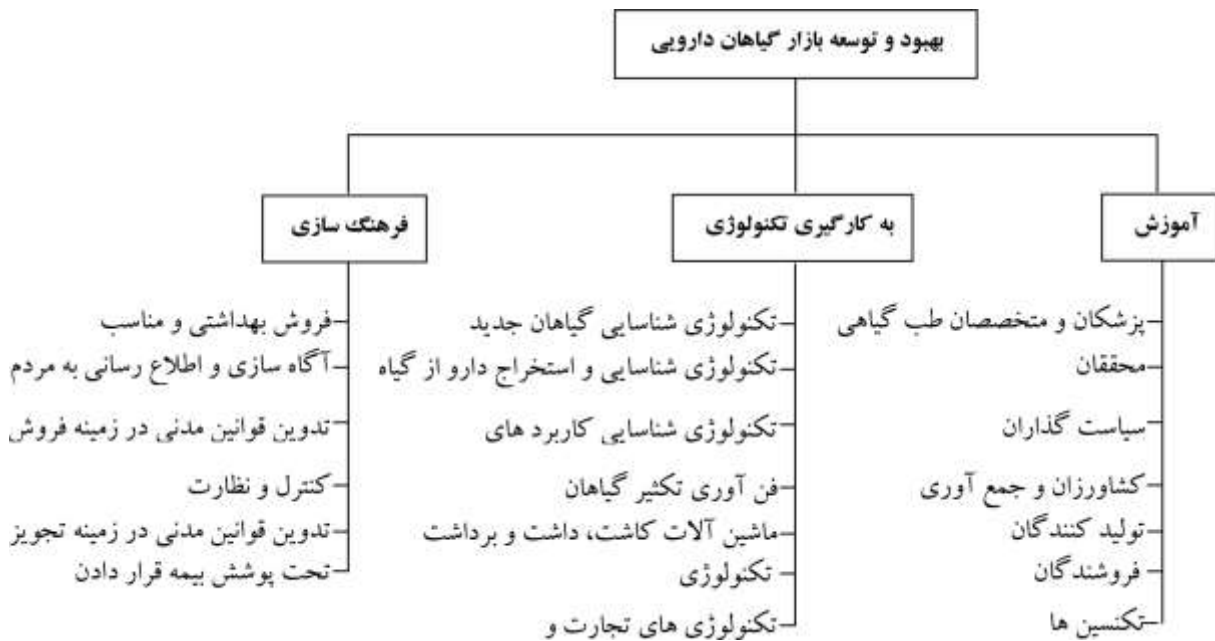 بهبود و توسعه بازار گیاهان دارویی
آموزش
پزشکان و متخصصان طب گیاهی
محققان
سیاست گذاران
کشاورزان و جمع آوری
تولید کنندگان
فروشندگان
تکنسین ها
به کارگیری تکنولوژی
تکنولوژی شناسایی گیاهان جدید
تکنولوژی شناسایی و استخراج دارو از گیاه
تکنولوژی شناسایی کاربرد های
فن آوری تکثیر گیاهان
ماشین آلات کاشت، داشت و برداشت
تکنولوژی
تکنولوژی های تجارت و
فرهنگ سازی
فروش بهداشتی و مناسب
آگاه سازی و اطلاع رسانی به مردم
تدوین قوانین مدنی در زمینه فروش
کنترل و نظارت
تدوین قوانین مدنی در زمینه تجویز
تحت پوشش بیمه قرار دادن